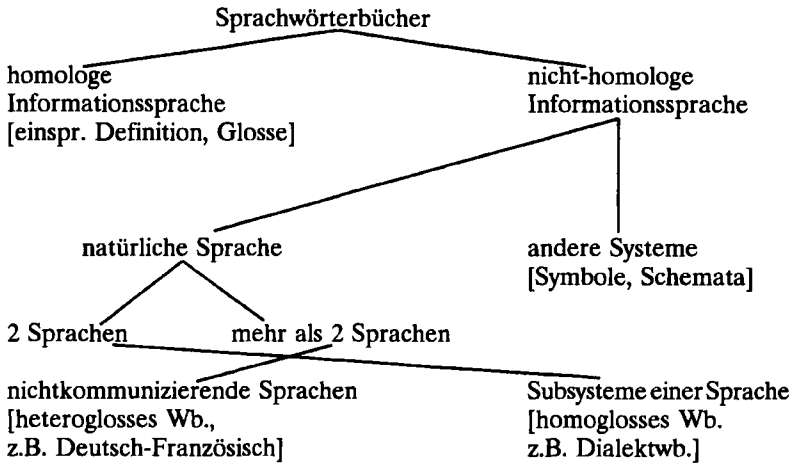 Sprachwörterbücher
homologe
Informationssprache
[einspr. Definition, Glosse]
nicht-homologe
Informationssprache
natürliche Sprache
andere Systeme
[Symbole, Schemata]
2 Sprachen
mehr als 2 Sprachen
nichtkommunizierende Sprachen
[heteroglosses Wb.,
z.B. Deutsch-Französisch]
Subsysteme einer Sprache
[homoglosses Wb.
z.B. Dialektwb.]